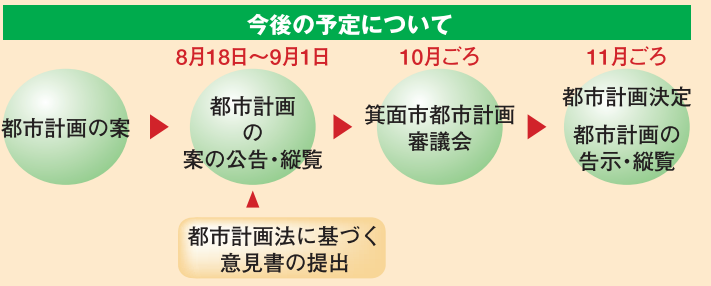 今後の予定について
都市計画の案
8月18日～9月1日
都市計画
の
案の公告・縦覧
10月ごろ
箕面市都市計画
審議会
11月ごろ
都市計画決定
都市計画の
告示・縦覧
都市計画法に基づく
意見書の提出